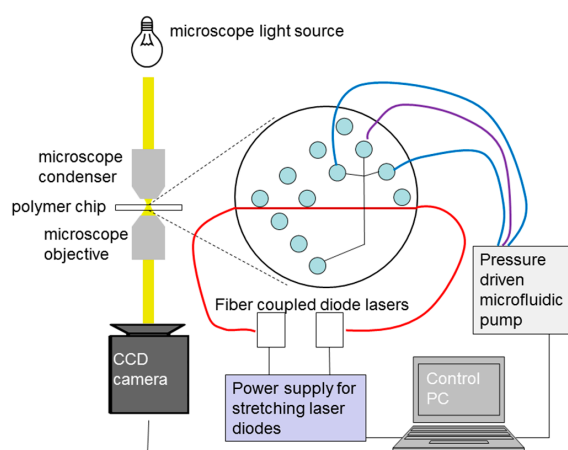 microscope light source
microscope
condenser
polymer chip
microscope
objective
Fiber coupled diode lasers
Pressure
driven
microfluidic
pump
CCD
camera
Power supply for
stretching laser
diodes
Control
PC